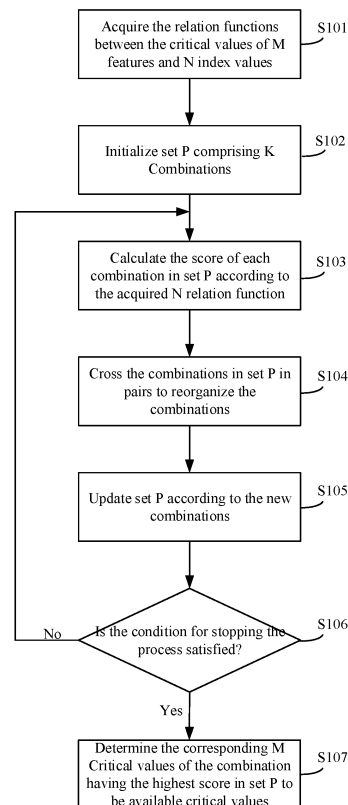 Acquire the relation functions
between the critical values of M
features and N index values
S101
Initialize set P comprising K
Combinations
S102
Calculate the score of each
combination in set P according to
the acquired N relation function
S103
Cross the combinations in set P in
pairs to reorganize the
combinations
S104
Update set P according to the new
combinations
S105
Is the condition for stopping the
process satisfied?
S106
No
Yes
Determine the corresponding M
Critical values of the combination
having the highest score in set P to
be available critical values
S107